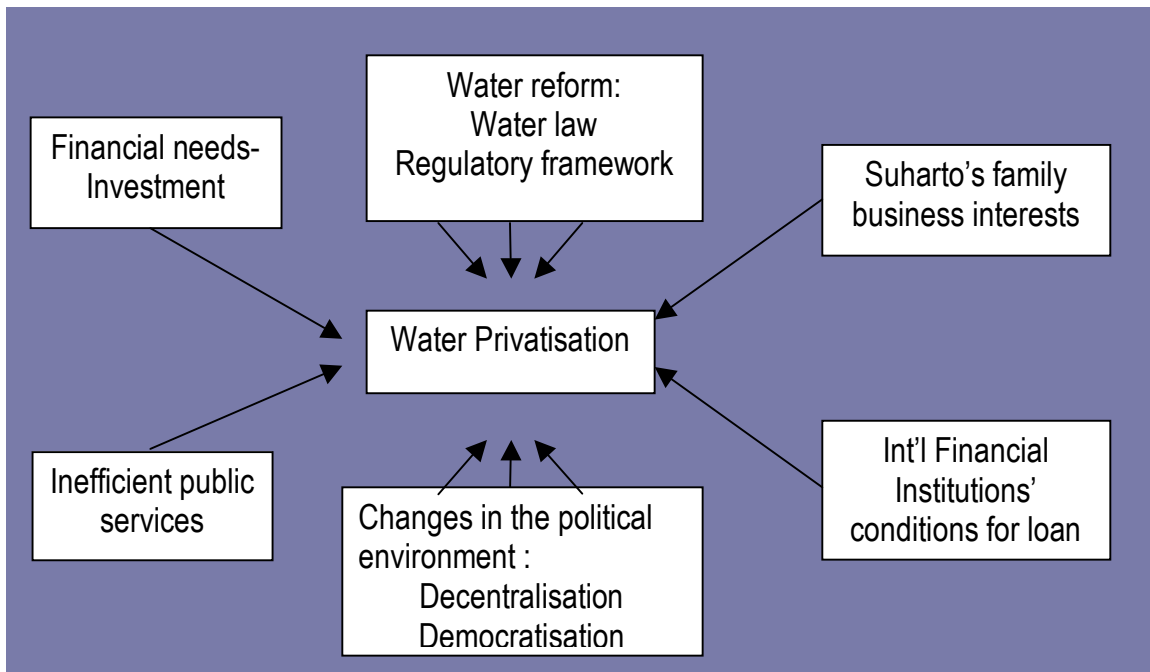 Water reform:
Water law
Regulatory framework
Financial needs-
Investment
Suharto’s family
business interests
Water Privatisation
Inefficient public
services
Changes in the political
environment :
Decentralisation
Democratisation
Int’l Financial
Institutions’
conditions for loan